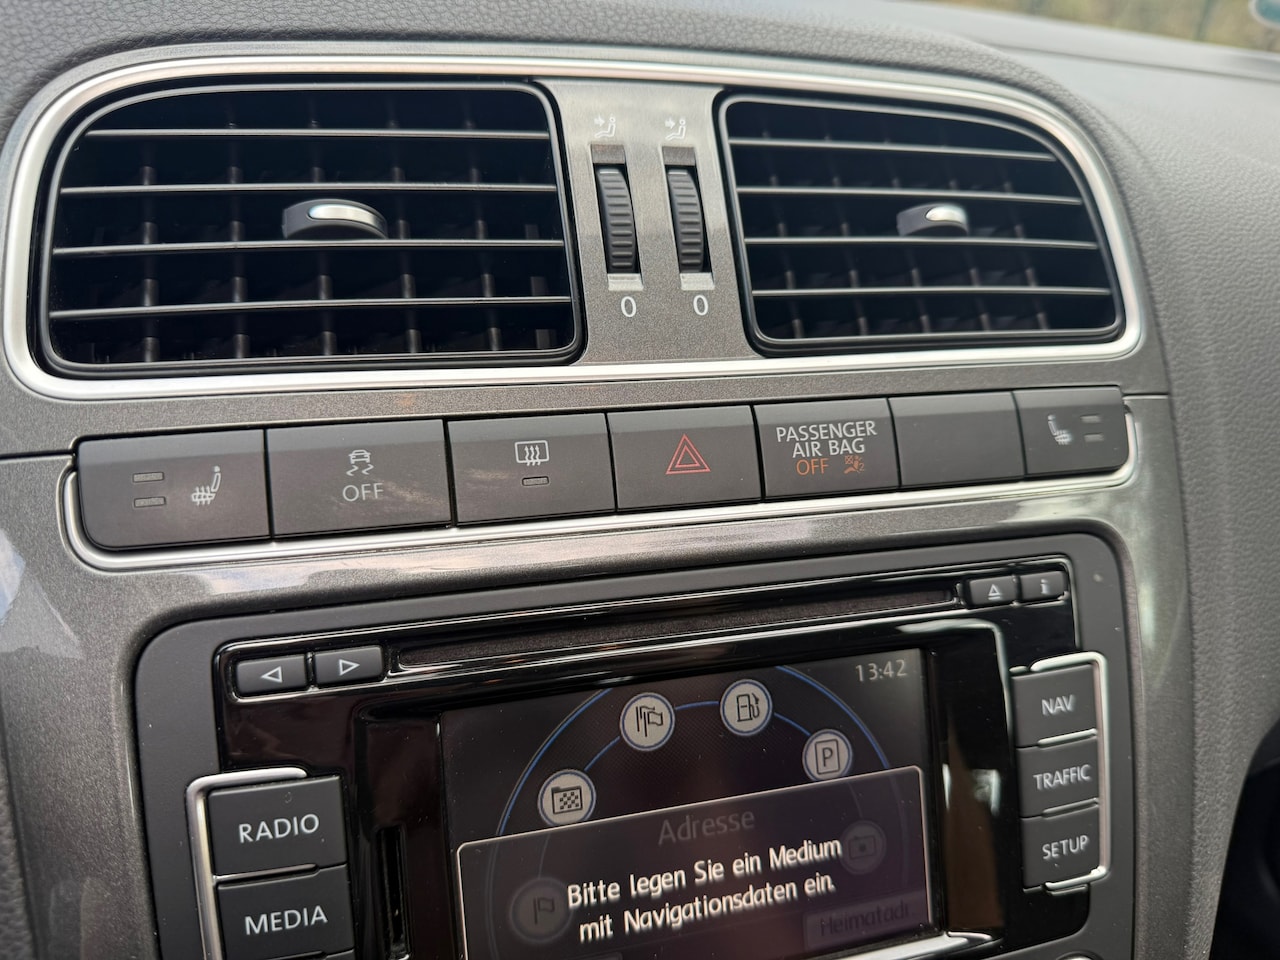 0 0
OFF
PASSENGER
AIR BAG
OFF
2
i
13:42
P
NAV
TRAFFIC
SETUP
RADIO
MEDIA
Adresse
Bitte legen Sie ein Medium
mit Navigationsdaten ein.